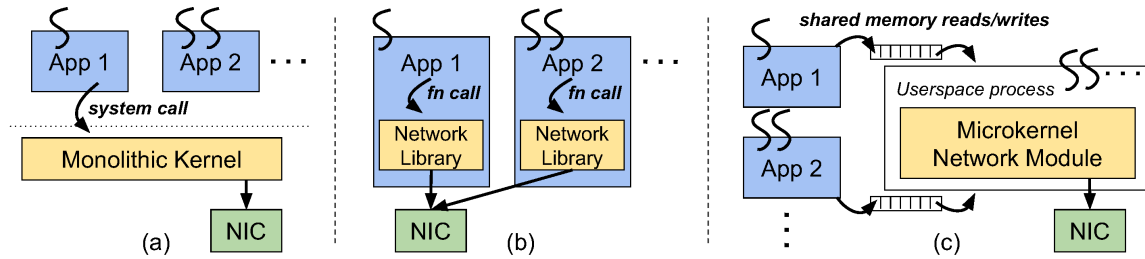 App 1
App 2
...
system call
Monolithic Kernel
NIC
(a)
App 1
App 2
...
fn call
fn call
Network
Library
Network
Library
NIC
(b)
shared memory reads/writes
App 1
Userspace process
....
Microkernel
Network Module
App 2
...
NIC
(c)